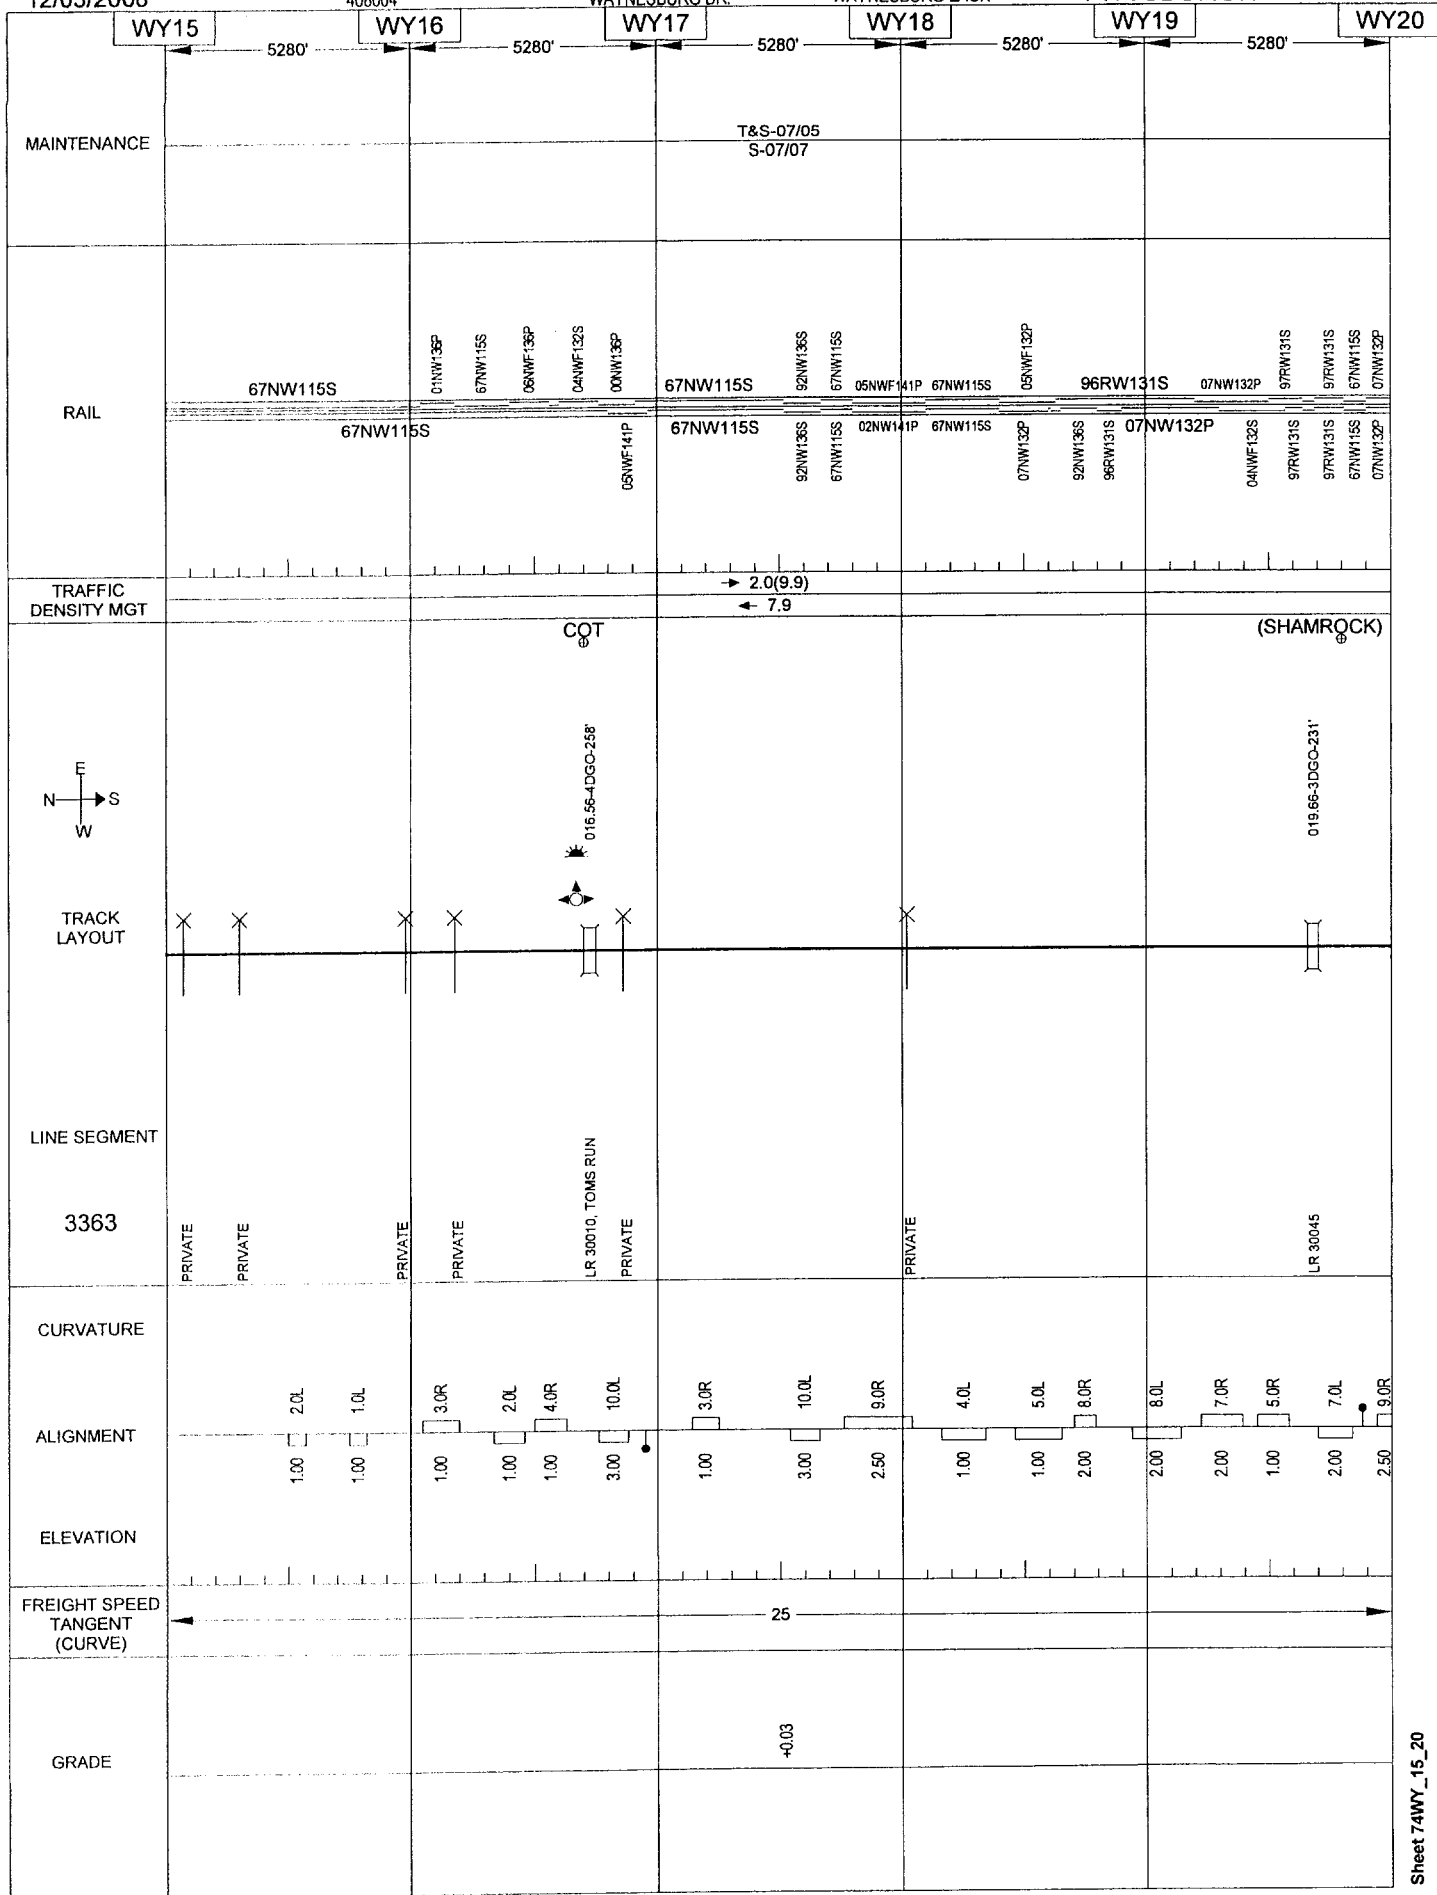 12/03/2008
408004
WAYNESBURG BR.
WY15
WY16
WY17
WY18
WY19
WY20
5280'
5280'
5280'
5280'
5280'
MAINTENANCE
T&S-07/05
S-07/07
RAIL
67NW115S
01NW136P
67NW115S
06NWF136P
04NWF132S
00NW136P
67NW115S
92NW136S
67NW115S
05NWF141P
67NW115S
05NWF132P
96RW131S
07NW132P
97RW131S
97RW131S
67NW115S
07NW132P
67NW115S
05NWF141P
67NW115S
92NW136S
67NW115S
02NW141P
67NW115S
07NW132P
92NW136S
96RW131S
07NW132P
04NWF132S
97RW131S
97RW131S
67NW115S
07NW132P
TRAFFIC
DENSITY MGT
2.0(9.9)
7.9
COT
(SHAMROCK)
016.56-4DGO-258'
019.66-3DGO-231'
E
N S
W
TRACK
LAYOUT
LINE SEGMENT
3363
PRIVATE
PRIVATE
PRIVATE
PRIVATE
LR 30010, TOMS RUN
PRIVATE
PRIVATE
LR 30045
CURVATURE
2.0L
1.0L
3.0R
2.0L
4.0R
10.0L
3.0R
10.0L
9.0R
4.0L
5.0L
8.0R
8.0L
7.0R
5.0R
7.0L
9.0R
ALIGNMENT
1.00
1.00
1.00
1.00
1.00
3.00
1.00
3.00
2.50
1.00
1.00
2.00
2.00
2.00
1.00
2.00
2.50
ELEVATION
FREIGHT SPEED
TANGENT
(CURVE)
25
GRADE
+0.03
Sheet 74WY_15_20